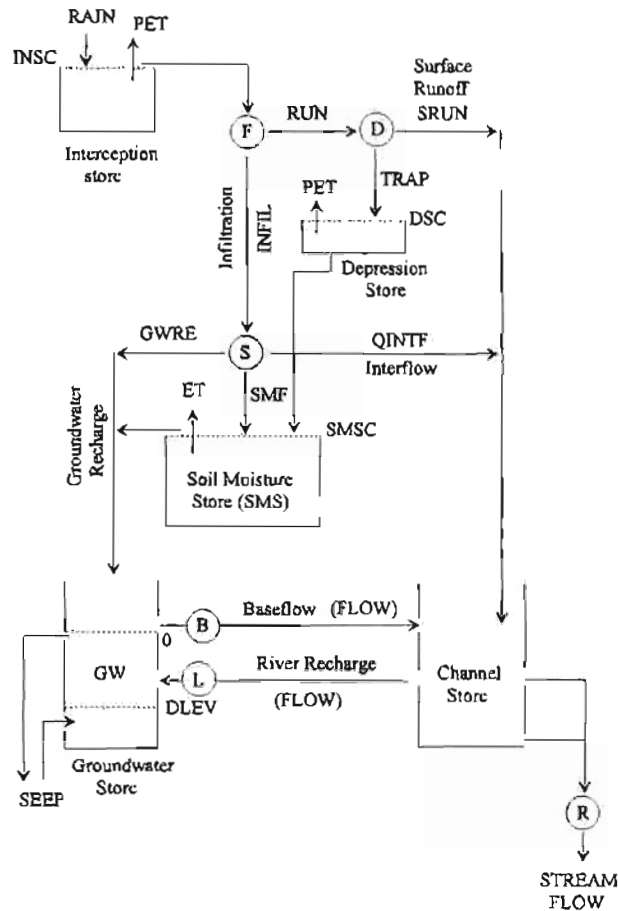 RAIN
PET
INSC
Interception
store
F
RUN
D
Surface
Runoff
SRUN
TRAP
PET
DSC
Depression
Store
Infiltration
INFIL
GWRE
S
QINTF
Interflow
ET
SMF
SMSC
Groundwater
Recharge
Soil Moisture
Store (SMS)
B
Baseflow (FLOW)
0
GW
L
River Recharge
(FLOW)
DLEV
Channel
Store
Groundwater
Store
SEEP
R
STREAM
FLOW